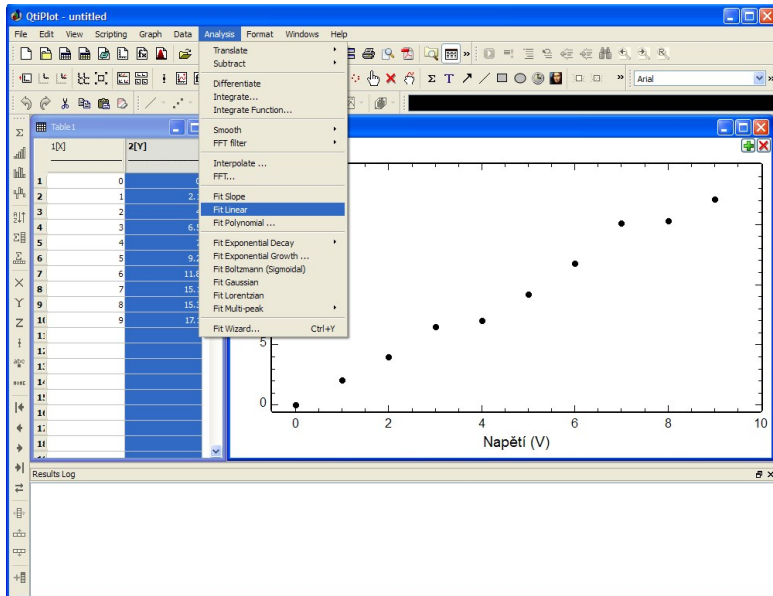 QtiPlot - untitled
File Edit View Scripting Graph Data Analysis Format Windows Help
Translate
Subtract
Differentiate
Integrate...
Integrate Function...
Smooth
FFT filter
Interpolate ...
FFT...
Fit Slope
Fit Linear
Fit Polynomial ...
Fit Exponential Decay
Fit Exponential Growth ...
Fit Boltzmann (Sigmoidal)
Fit Gaussian
Fit Lorentzian
Fit Multi-peak
Fit Wizard... Ctrl+Y
Arial
Table1
1[X] 2[Y]
1 0
2 1
3 2
4 3
5 4
6 5
7 6
8 7
9 8
10 9
5
0
0 2 4 6 8 10
Napětí (V)
Results Log